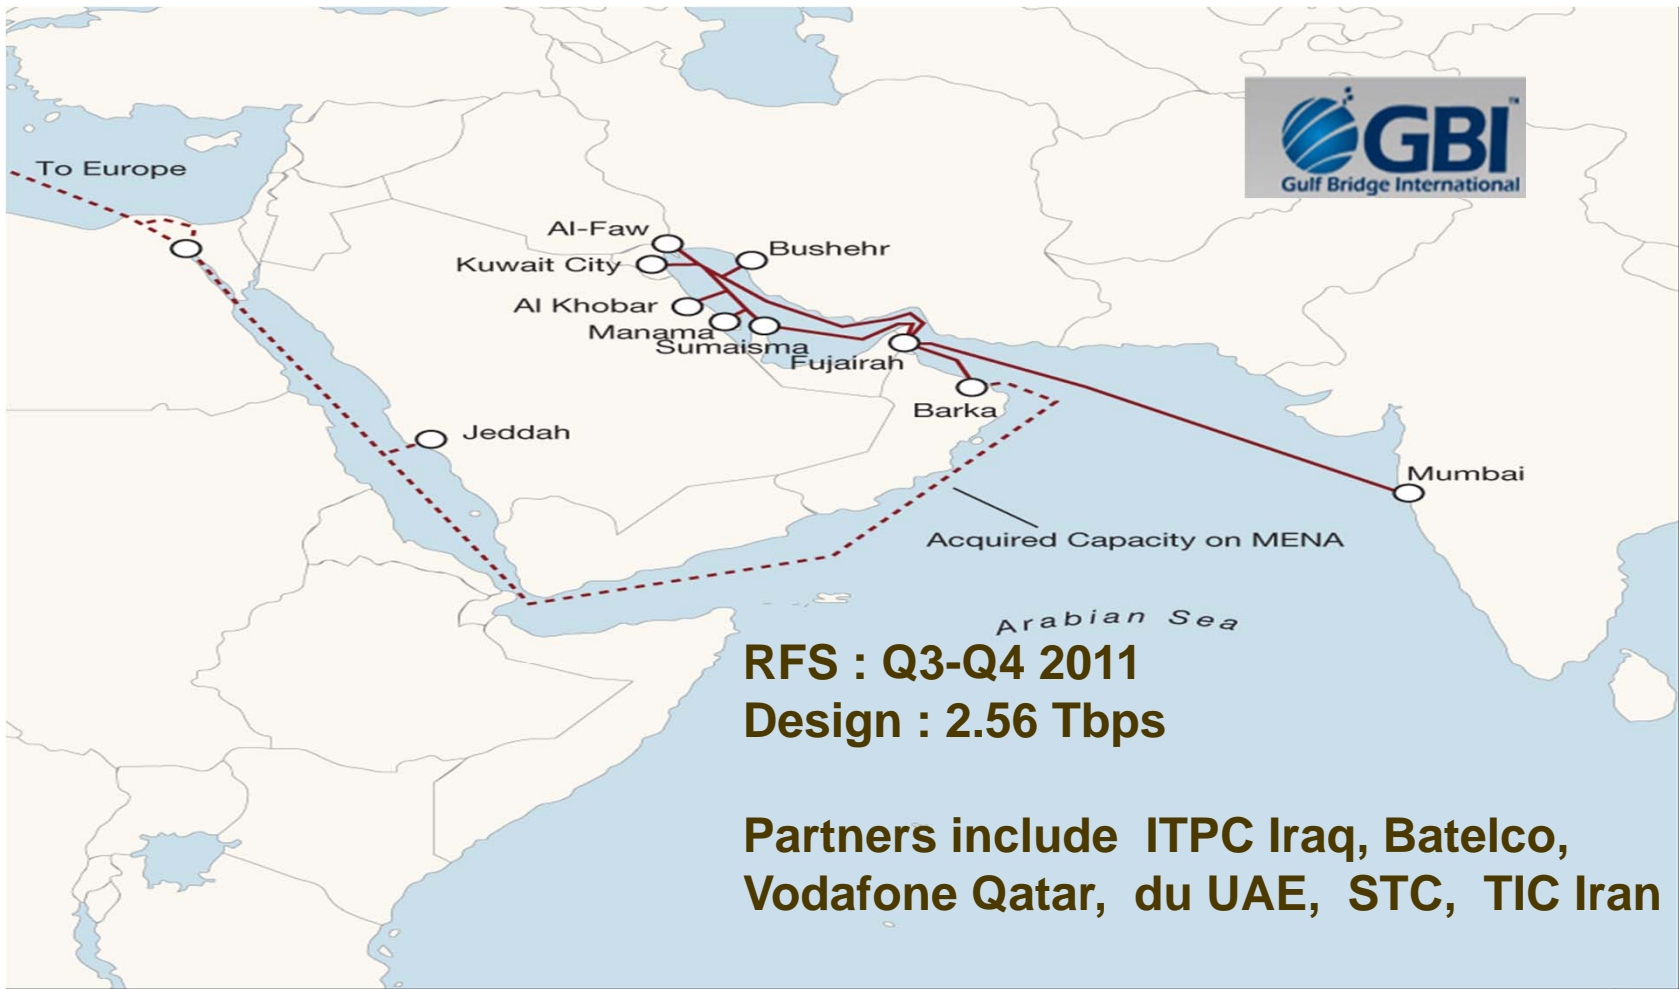 GBI™
Gulf Bridge International
To Europe
Al-Faw
Bushehr
Kuwait City
Al Khobar
Manama
Sumaisma
Fujairah
Barka
Jeddah
Mumbai
Acquired Capacity on MENA
Arabian Sea
RFS : Q3-Q4 2011
Design : 2.56 Tbps
Partners include ITPC Iraq, Batelco,
Vodafone Qatar, du UAE, STC, TIC Iran